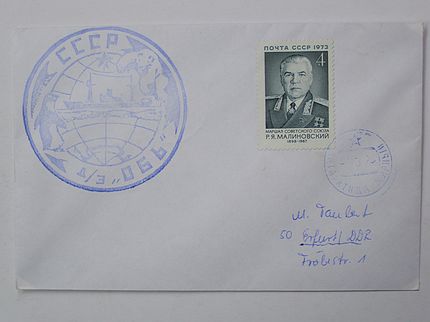 СССР
Д/Э „ОБЬ"
ПОЧТА СССР 1973
4
МАРШАЛ СОВЕТСКОГО СОЮЗА
Р.Я. МАЛИНОВСКИЙ
1898-1967
M. Taubert
50 Erfurt/DDR
Fröbelstr. 1